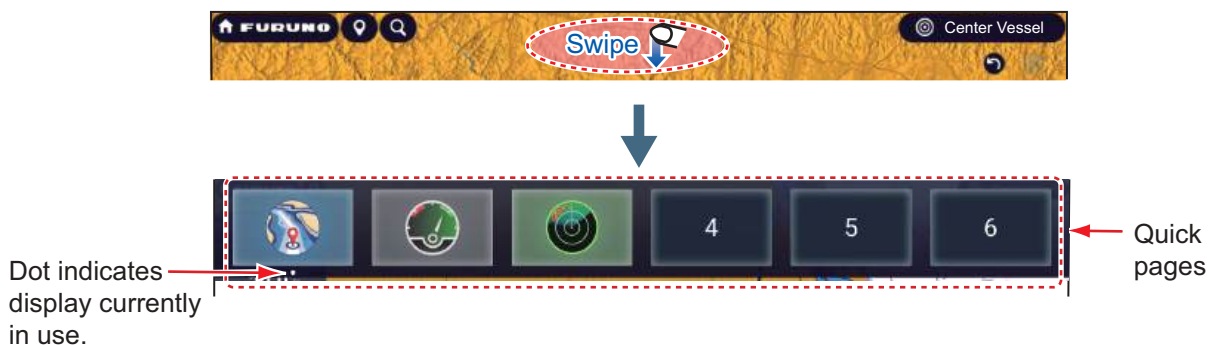 FURUNO
Swipe
Center Vessel
4
5
6
Quick
pages
Dot indicates
display currently
in use.